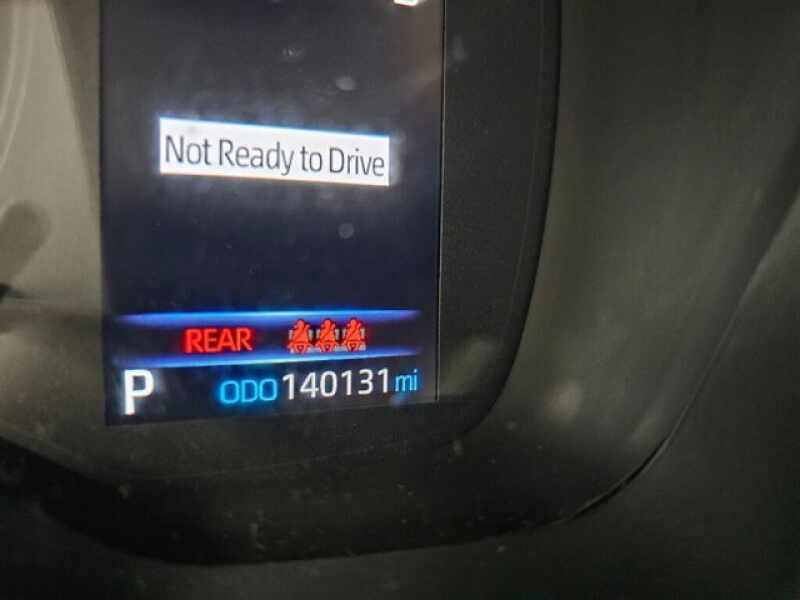 Not Ready to Drive
REAR
P ODO 140131 mi